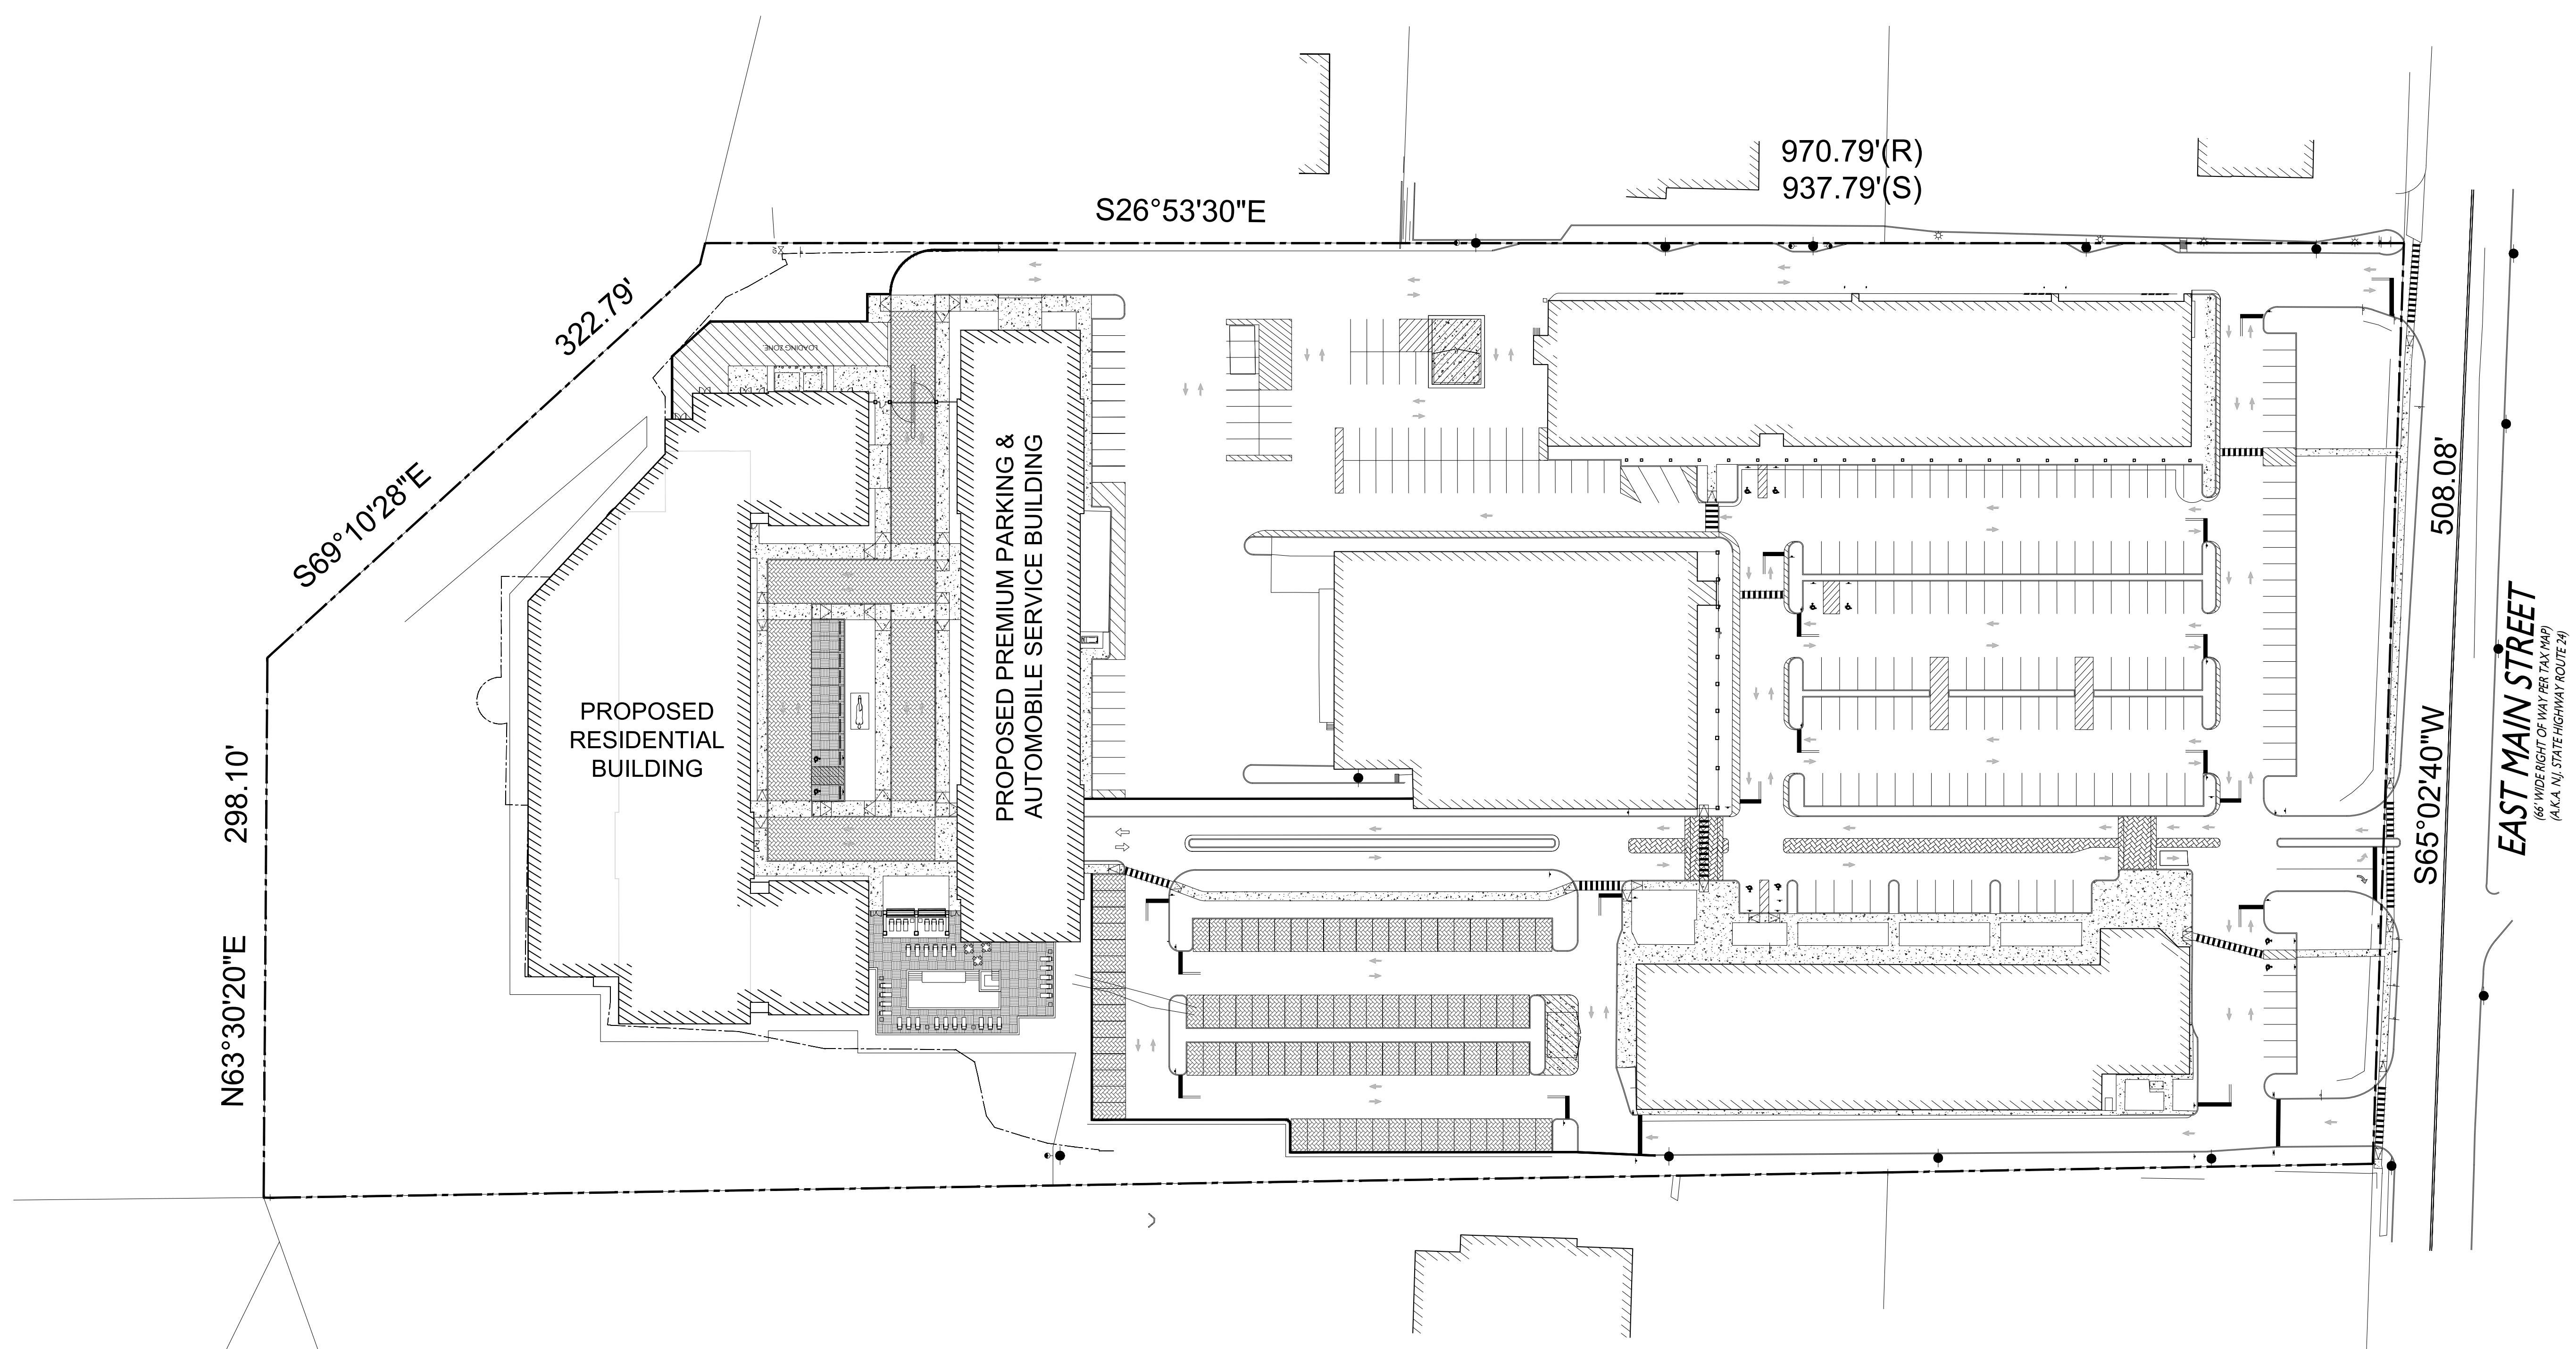 970.79'(R)
937.79'(S)
S26°53'30"E
322.79'
S69°10'28"E
LOADING ZONE
PROPOSED PREMIUM PARKING &
AUTOMOBILE SERVICE BUILDING
PROPOSED
RESIDENTIAL
BUILDING
298.10'
N63°30'20"E
508.08'
S65°02'40"W
EAST MAIN STREET
(66' WIDE RIGHT OF WAY PER TAX MAP)
(A.K.A. N.J. STATE HIGHWAY ROUTE 24)